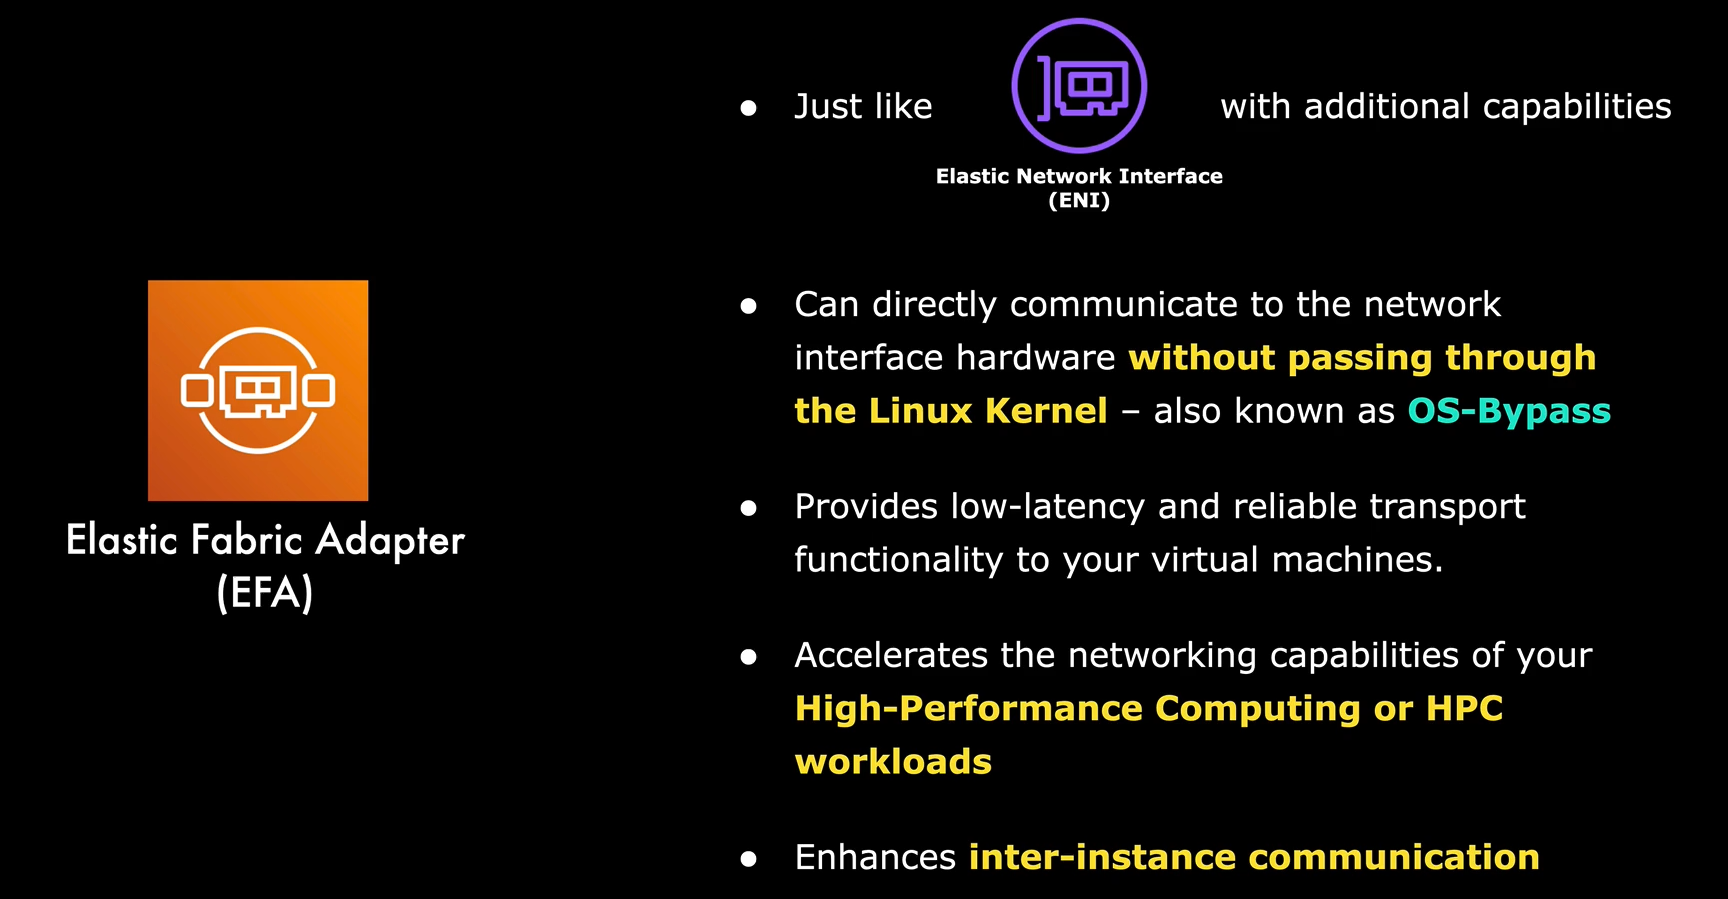 ● Just like
with additional capabilities
Elastic Network Interface
(ENI)
● Can directly communicate to the network
interface hardware without passing through
the Linux Kernel – also known as OS-Bypass
● Provides low-latency and reliable transport
functionality to your virtual machines.
● Accelerates the networking capabilities of your
High-Performance Computing or HPC
workloads
● Enhances inter-instance communication
Elastic Fabric Adapter
(EFA)